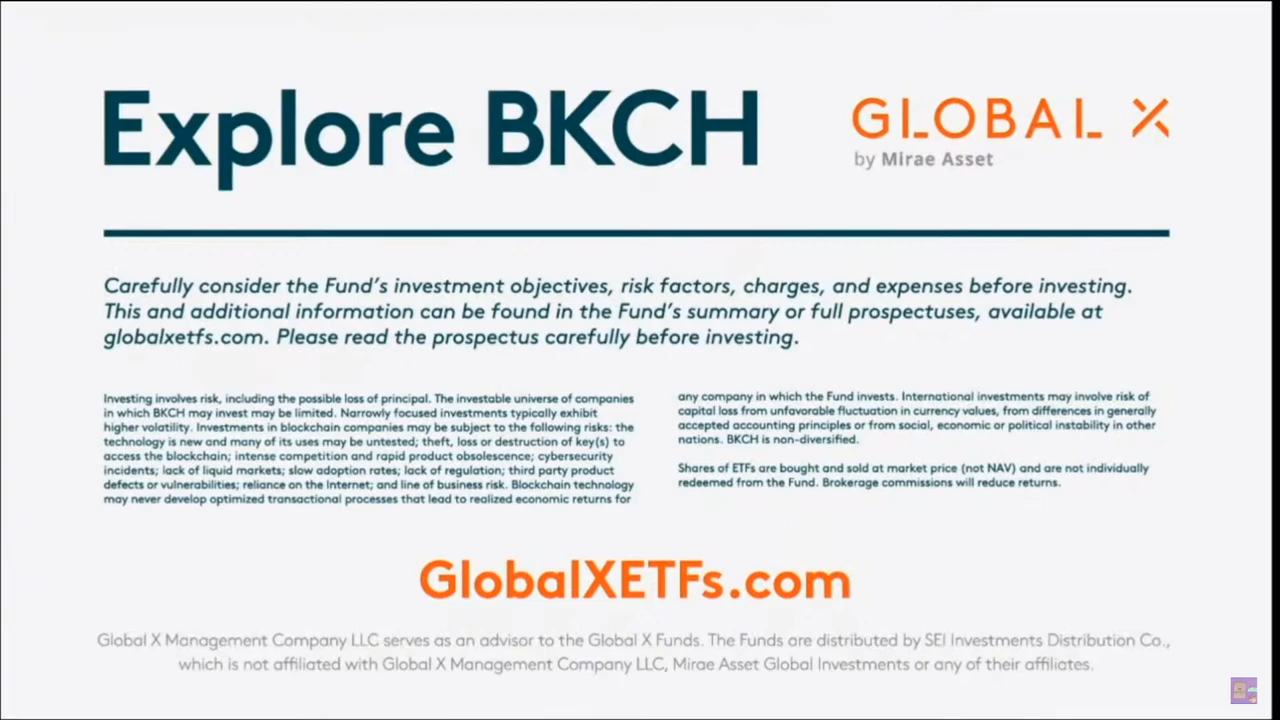 Explore BKCH
GLOBAL X
by Mirae Asset
Carefully consider the Fund's investment objectives, risk factors, charges, and expenses before investing.
This and additional information can be found in the Fund's summary or full prospectuses, available at
globalxetfs.com. Please read the prospectus carefully before investing.
Investing involves risk, including the possible loss of principal. The investable universe of companies
in which BKCH may invest may be limited. Narrowly focused investments typically exhibit
higher volatility. Investments in blockchain companies may be subject to the following risks: the
technology is new and many of its uses may be untested; theft, loss or destruction of key(s) to
access the blockchain; intense competition and rapid product obsolescence; cybersecurity
incidents; lack of liquid markets; slow adoption rates; lack of regulation; third party product
defects or vulnerabilities; reliance on the Internet; and line of business risk. Blockchain technology
may never develop optimized transactional processes that lead to realized economic returns for
any company in which the Fund invests. International investments may involve risk of
capital loss from unfavorable fluctuation in currency values, from differences in generally
accepted accounting principles or from social, economic or political instability in other
nations. BKCH is non-diversified.
Shares of ETFs are bought and sold at market price (not NAV) and are not individually
redeemed from the Fund. Brokerage commissions will reduce returns.
GlobalXETFs.com
Global X Management Company LLC serves as an advisor to the Global X Funds. The Funds are distributed by SEI Investments Distribution Co.,
which is not affiliated with Global X Management Company LLC, Mirae Asset Global Investments or any of their affiliates.